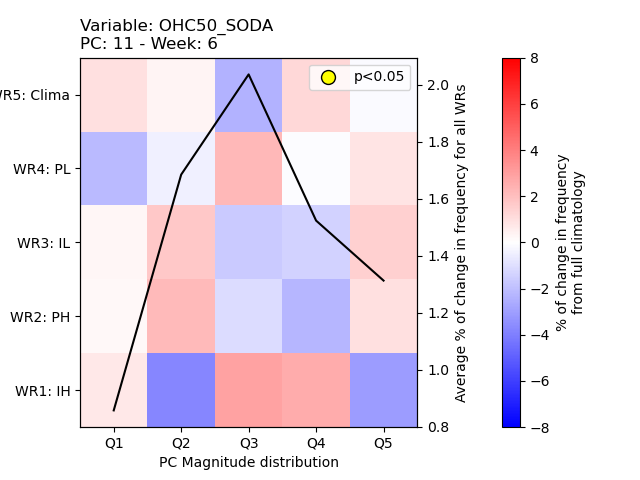 Variable: OHC50_SODA
PC: 11 - Week: 6
WR5: Clima
WR4: PL
WR3: IL
WR2: PH
WR1: IH
p<0.05
Q1
Q2
Q3
Q4
Q5
PC Magnitude distribution
2.0
1.8
1.6
1.4
1.2
1.0
0.8
Average % of change in frequency for all WRs
8
6
4
2
0
−2
−4
−6
−8
% of change in frequency
from full climatology